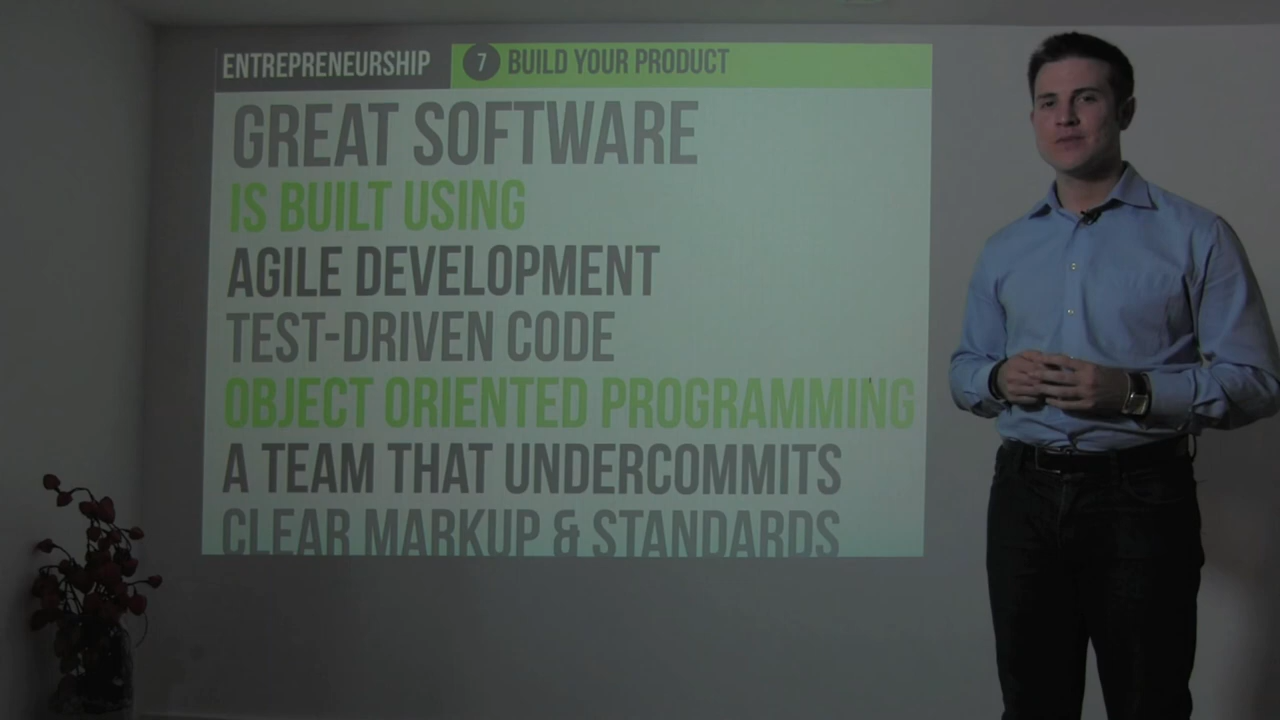 ENTREPRENEURSHIP 7 BUILD YOUR PRODUCT
GREAT SOFTWARE
IS BUILT USING
AGILE DEVELOPMENT
TEST-DRIVEN CODE
OBJECT ORIENTED PROGRAMMING
A TEAM THAT UNDERCOMMITS
CLEAR MARKUP & STANDARDS